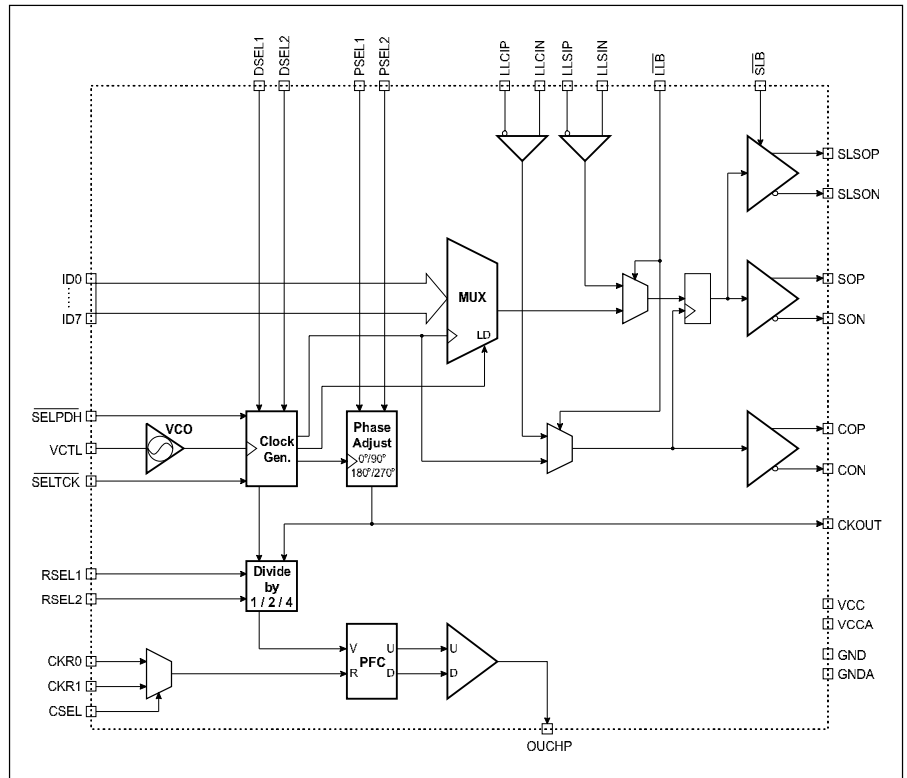 DSEL1
DSEL2
PSEL1
PSEL2
LLCIP
LLCIN
LLSIP
LLSIN
LLB
SLB
SLSOP
SLSON
ID0
ID7
MUX
LD
SOP
SON
SELPDH
VCTL
SELTCK
VCO
Clock
Gen.
Phase
Adjust
0°/90°
180°/270°
COP
CON
CKOUT
RSEL1
RSEL2
Divide
by
1 / 2 / 4
VCC
VCCA
GND
GNDA
CKR0
CKR1
CSEL
V
R
PFC
U
D
U
D
OUCHP